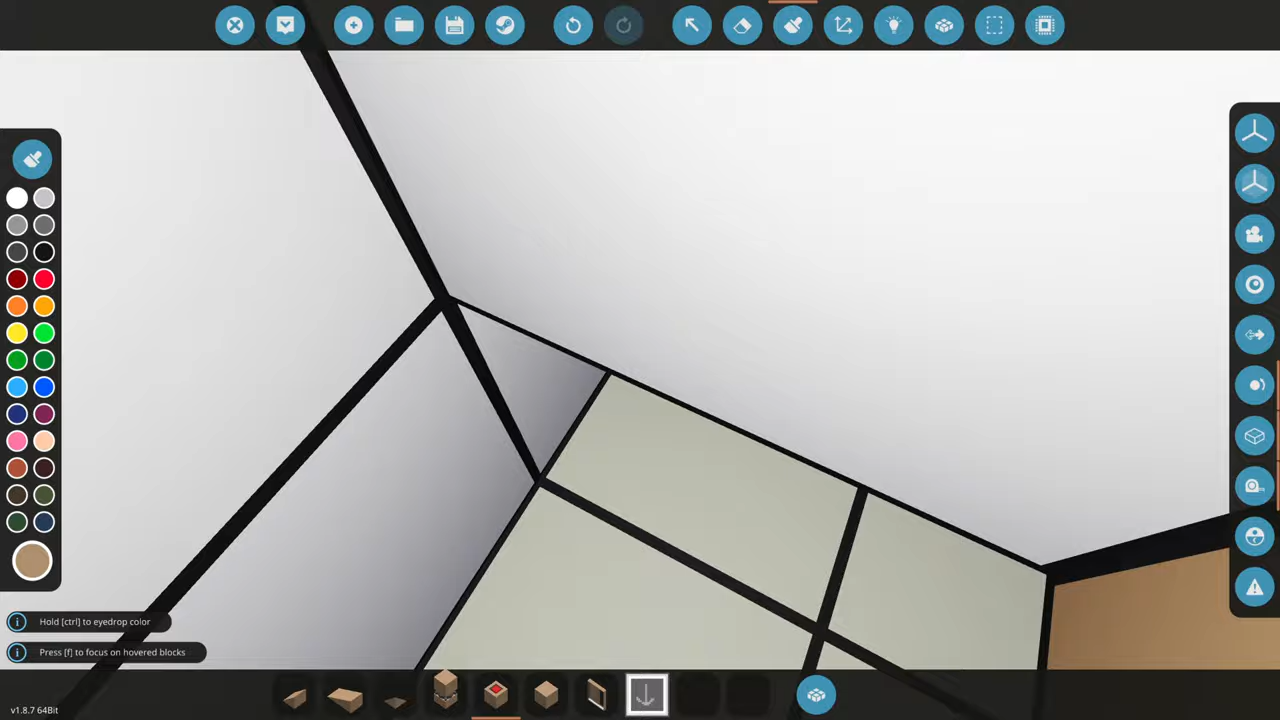 Hold [ctrl] to eyedrop color
Press [f] to focus on hovered blocks
v1.8.7 64Bit